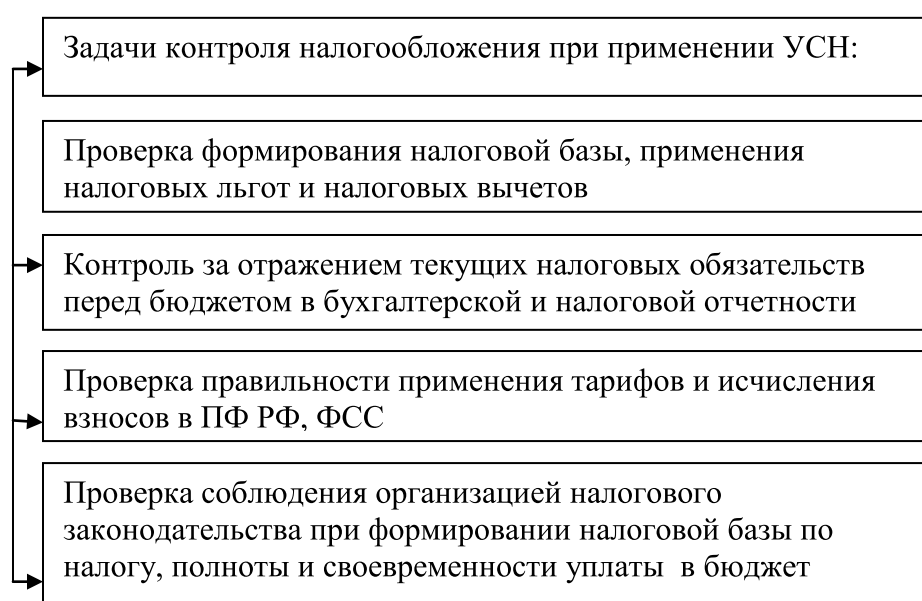 Задачи контроля налогообложения при применении УСН:
Проверка формирования налоговой базы, применения
налоговых льгот и налоговых вычетов
Контроль за отражением текущих налоговых обязательств
перед бюджетом в бухгалтерской и налоговой отчетности
Проверка правильности применения тарифов и исчисления
взносов в ПФ РФ, ФСС
Проверка соблюдения организацией налогового
законодательства при формировании налоговой базы по
налогу, полноты и своевременности уплаты в бюджет